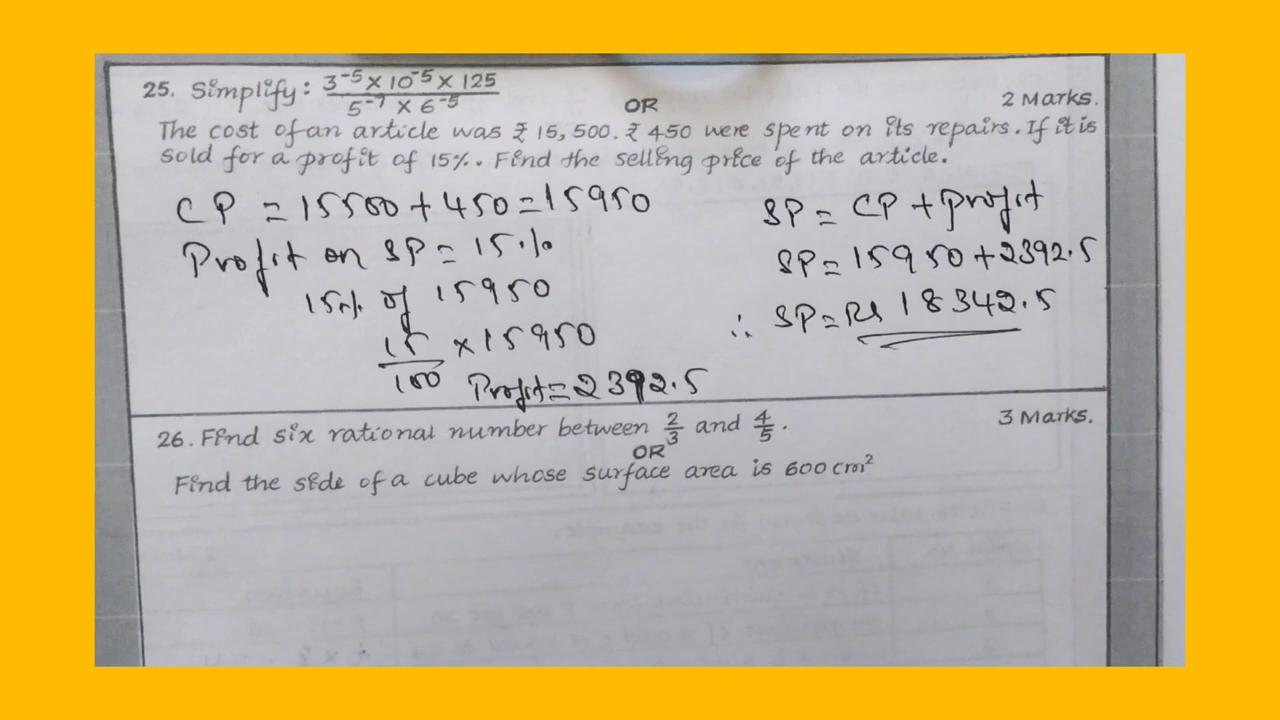 25. Simplify: 3⁻⁵ × 10⁻⁵ × 125 / 5⁻⁷ × 6⁻⁵
OR
2 Marks.
The cost of an article was ₹ 15,500. ₹ 450 were spent on its repairs. If it is
sold for a profit of 15%. Find the selling price of the article.
CP = 15500 + 450 = 15950
Profit on SP = 15%
15% of 15950
15/100 × 15950
Profit = 2392.5
SP = CP + Profit
SP = 15950 + 2392.5
∴ SP = Rs 18342.5
26. Find six rational number between 2/3 and 4/5.
3 Marks.
OR
Find the side of a cube whose surface area is 600 cm²